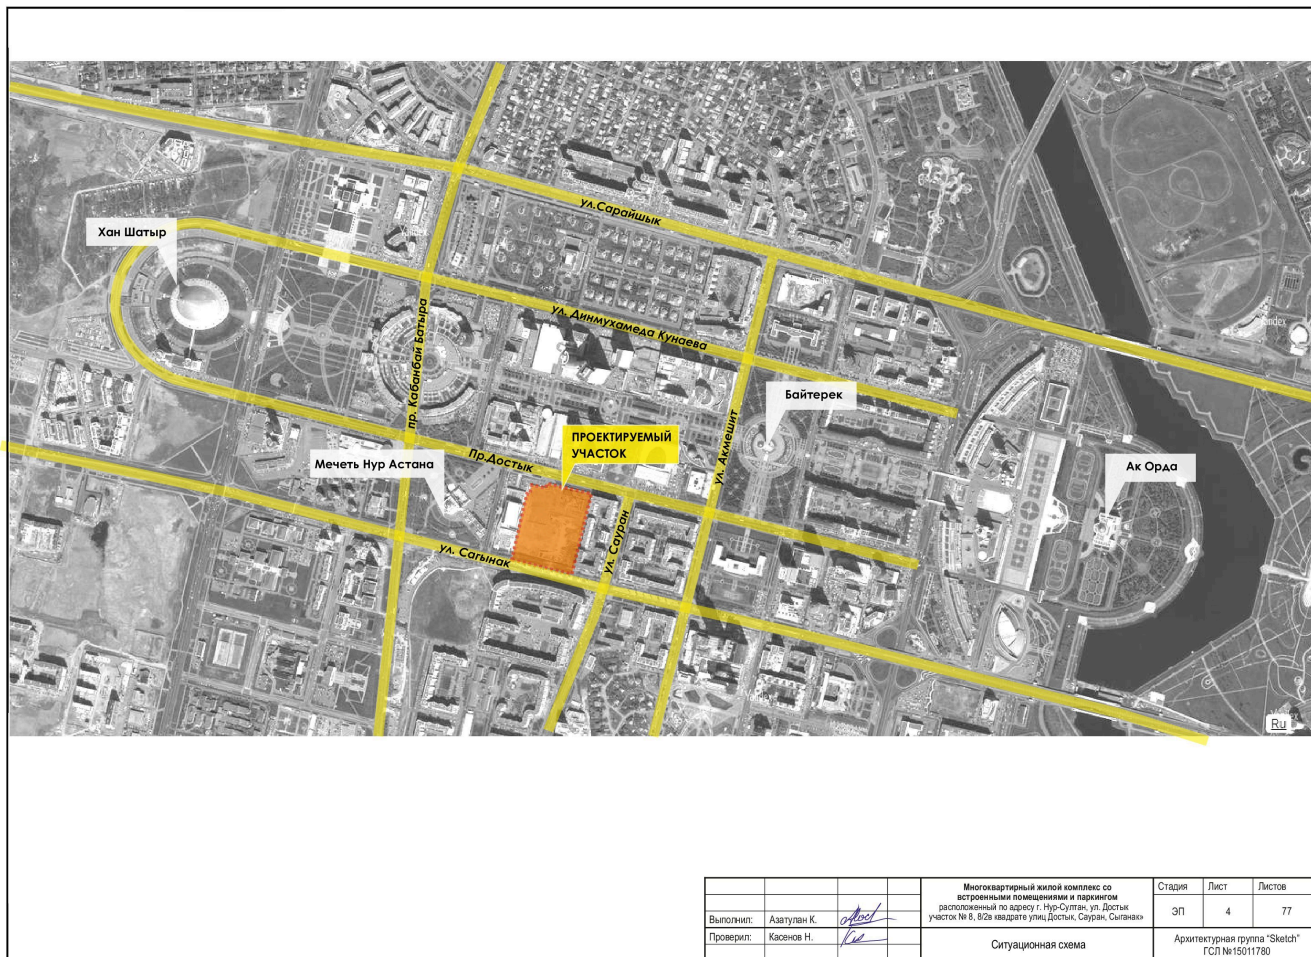 ул.Сарайшык
Хан Шатыр
ул. Динмухамеда Кунаева
пр. Кабанбай Батыра
Yandex
Байтерек
ул. Акмешит
ПРОЕКТИРУЕМЫЙ
УЧАСТОК
Пр.Достык
Мечеть Нур Астана
Ак Орда
ул. Сауран
ул. Сагынак
Ru
Многоквартирный жилой комплекс со
встроенными помещениями и паркингом
расположенный по адресу г. Нур-Султан, ул. Достык
участок № 8, 8/2в квадрате улиц Достык, Сауран, Сыганак»
Стадия Лист Листов
ЭП 4 77
Выполнил: Азатулан К.
Проверил: Касенов Н.
Ситуационная схема
Архитектурная группа "Sketch"
ГСЛ №15011780